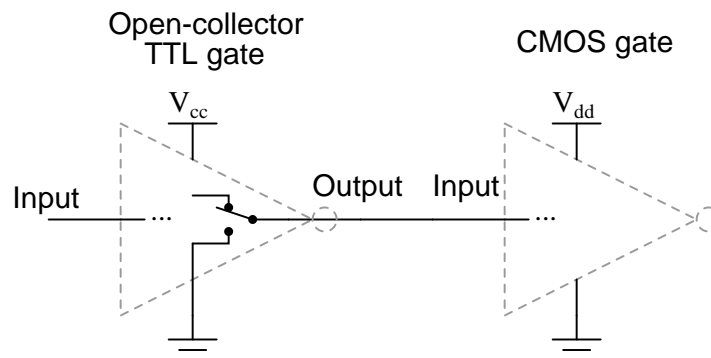 Open-collector
TTL gate
CMOS gate
Vcc
Vdd
Input
...
Output
Input
...